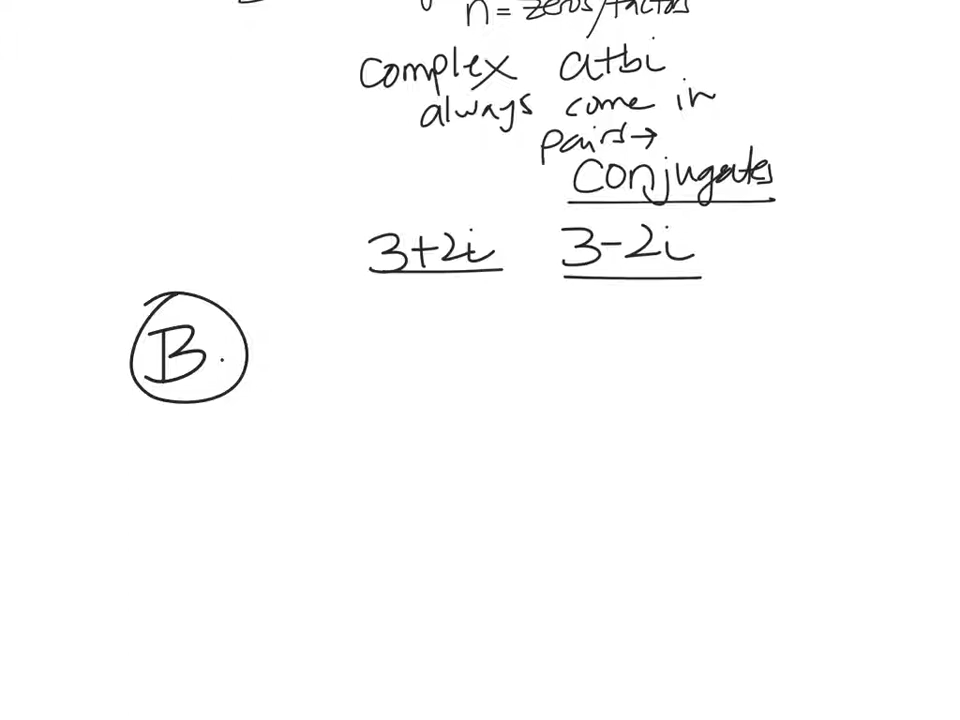 n = zeros/factors
complex a+bi
always come in
pairs→
conjugates
3+2i 3-2i
B.